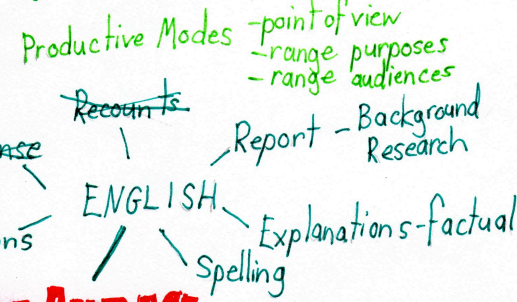 Productive Modes - point of view
- range purposes
- range audiences
Recounts
Report - Background
Research
ENGLISH
Explanations - factual
Spelling